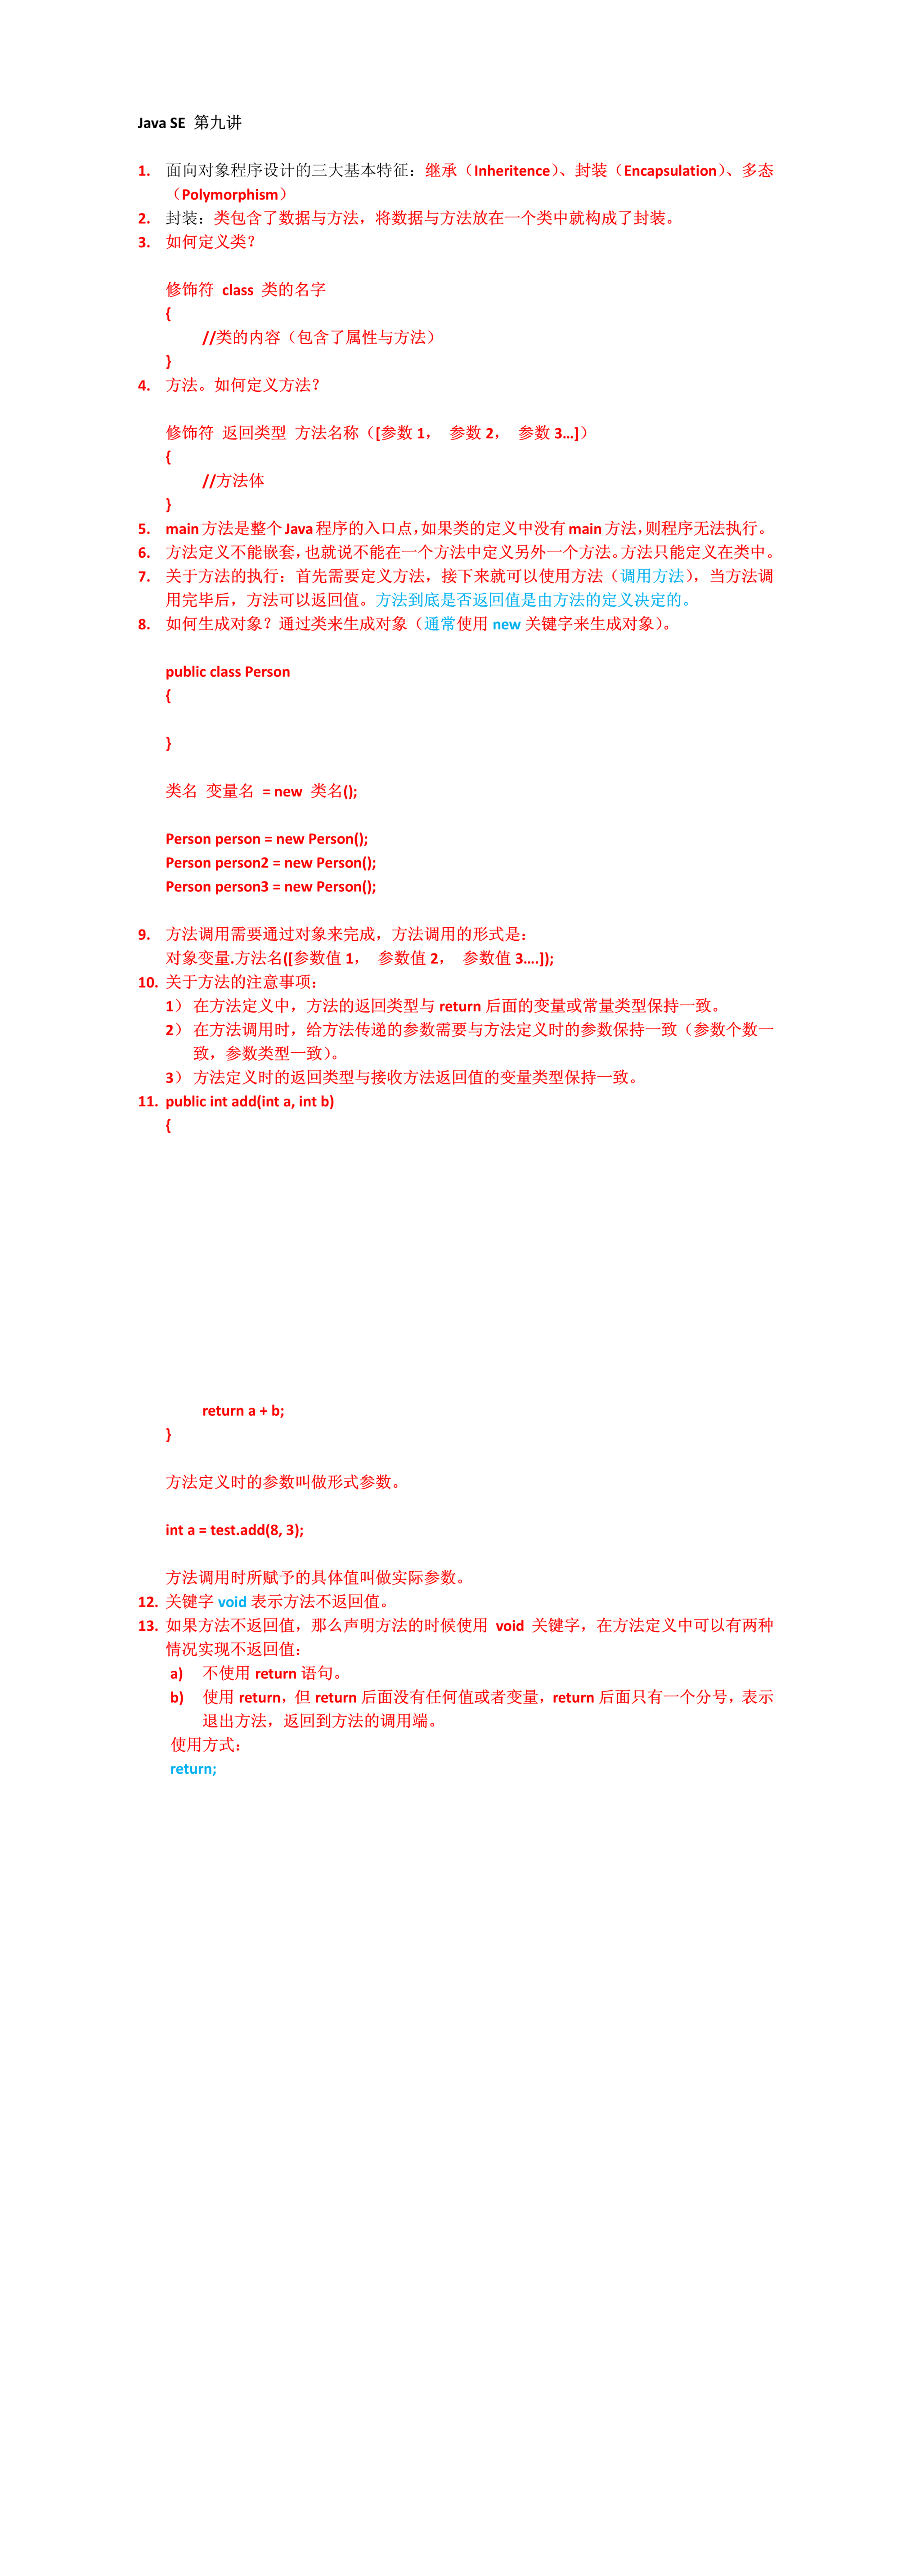 Java SE 第九讲
1. 面向对象程序设计的三大基本特征：继承（Inheritence）、封装（Encapsulation）、多态
（Polymorphism）
2. 封装：类包含了数据与方法，将数据与方法放在一个类中就构成了封装。
3. 如何定义类？
修饰符 class 类的名字
{
//类的内容（包含了属性与方法）
}
4. 方法。如何定义方法？
修饰符 返回类型 方法名称（[参数 1， 参数 2， 参数 3…]）
{
//方法体
}
5. main 方法是整个 Java 程序的入口点，如果类的定义中没有 main 方法，则程序无法执行。
6. 方法定义不能嵌套，也就说不能在一个方法中定义另外一个方法。方法只能定义在类中。
7. 关于方法的执行：首先需要定义方法，接下来就可以使用方法（调用方法），当方法调
用完毕后，方法可以返回值。方法到底是否返回值是由方法的定义决定的。
8. 如何生成对象？通过类来生成对象（通常使用 new 关键字来生成对象）。
public class Person
{
}
类名 变量名 = new 类名();
Person person = new Person();
Person person2 = new Person();
Person person3 = new Person();
9. 方法调用需要通过对象来完成，方法调用的形式是：
对象变量.方法名([参数值 1， 参数值 2， 参数值 3….]);
10. 关于方法的注意事项：
1） 在方法定义中，方法的返回类型与 return 后面的变量或常量类型保持一致。
2） 在方法调用时，给方法传递的参数需要与方法定义时的参数保持一致（参数个数一
致，参数类型一致）。
3） 方法定义时的返回类型与接收方法返回值的变量类型保持一致。
11. public int add(int a, int b)
{
return a + b;
}
方法定义时的参数叫做形式参数。
int a = test.add(8, 3);
方法调用时所赋予的具体值叫做实际参数。
12. 关键字 void 表示方法不返回值。
13. 如果方法不返回值，那么声明方法的时候使用 void 关键字，在方法定义中可以有两种
情况实现不返回值：
a) 不使用 return 语句。
b) 使用 return，但 return 后面没有任何值或者变量，return 后面只有一个分号，表示
退出方法，返回到方法的调用端。
使用方式：
return;